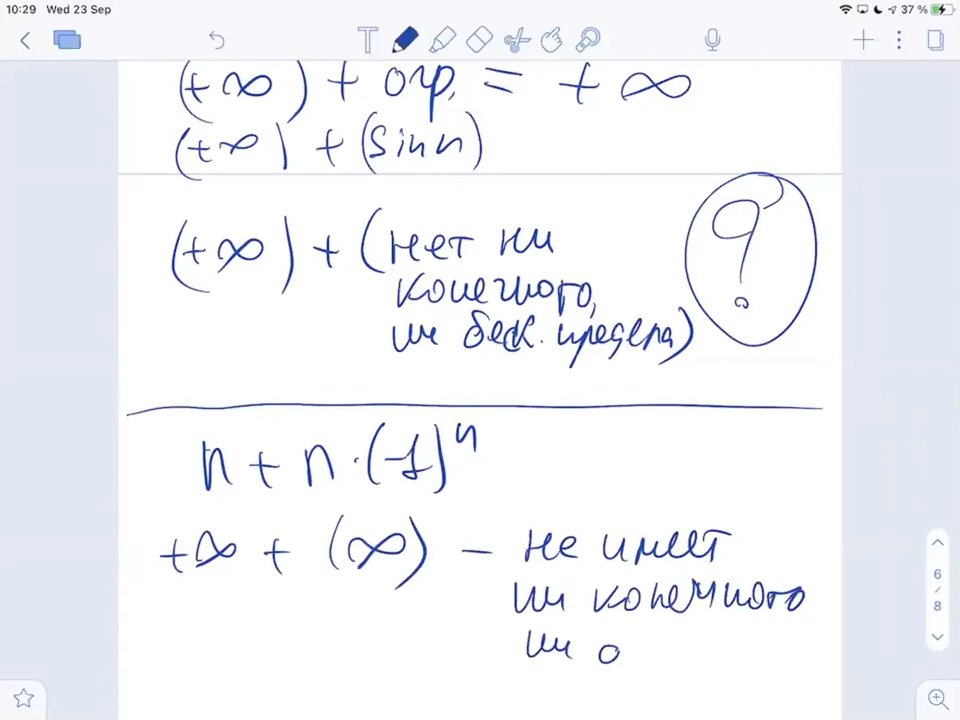 10:29 Wed 23 Sep 37 %
T
(+∞) + огр. = + ∞
(+∞) + (sin n)
(+∞) + (нет ни
конечного,
ни беск. предела)
?
n + n·(-1)ⁿ
+∞ + (∞) – не имеет
ни конечного
ни о
6
/
8